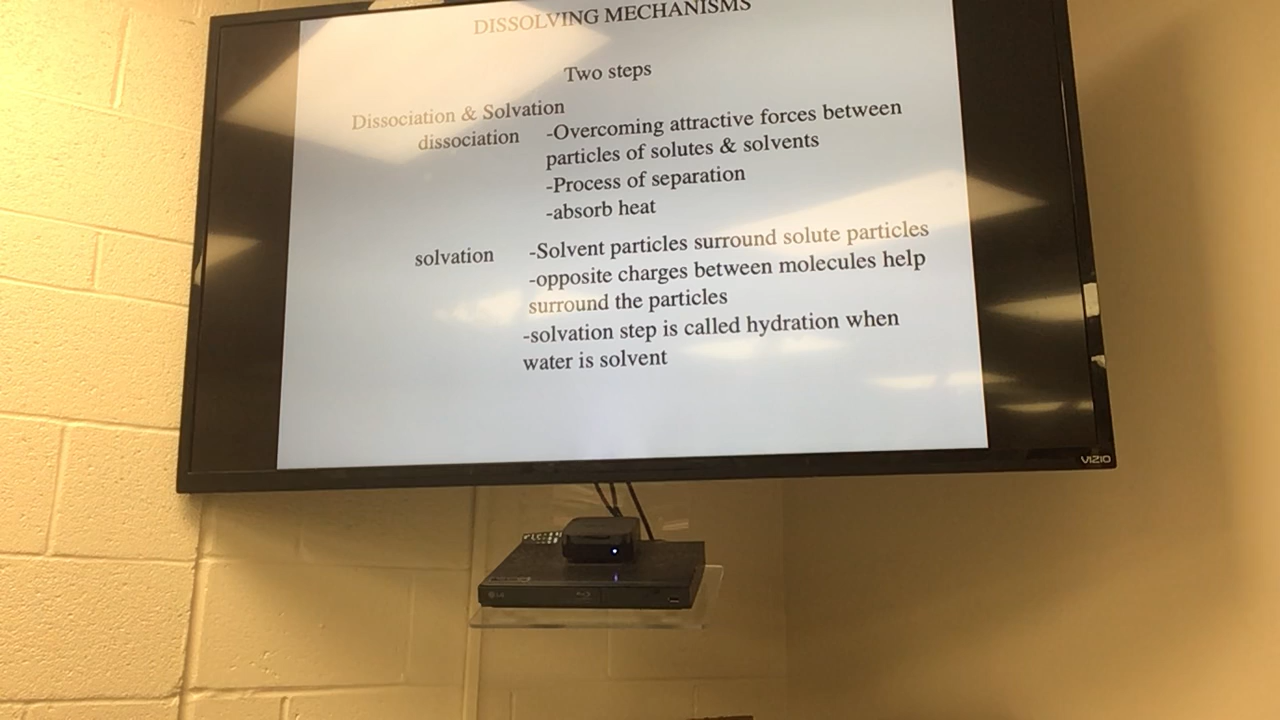 DISSOLVING MECHANISMS
Two steps
Dissociation & Solvation
dissociation -Overcoming attractive forces between
particles of solutes & solvents
-Process of separation
-absorb heat
solvation -Solvent particles surround solute particles
-opposite charges between molecules help
surround the particles
-solvation step is called hydration when
water is solvent
VIZIO
LG